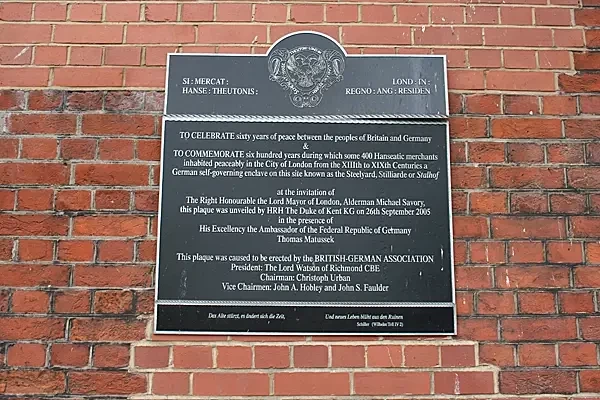 SI : MERCAT :
HANSE : THEUTONIS :
LOND : IN :
REGNO : ANG : RESIDEN
TO CELEBRATE sixty years of peace between the peoples of Britain and Germany
&
TO COMMEMORATE six hundred years during which some 400 Hanseatic merchants
inhabited peaceably in the City of London from the XIIIth to XIXth Centuries a
German self-governing enclave on this site known as the Steelyard, Stilliarde or Stalhof
at the invitation of
The Right Honourable the Lord Mayor of London, Alderman Michael Savory,
this plaque was unveiled by HRH The Duke of Kent KG on 26th September 2005
in the presence of
His Excellency the Ambassador of the Federal Republic of Germany
Thomas Matussek
This plaque was caused to be erected by the BRITISH-GERMAN ASSOCIATION
President: The Lord Watson of Richmond CBE
Chairman: Christoph Urban
Vice Chairmen: John A. Hobley and John S. Faulder
Das Alte stürzt, es ändert sich die Zeit,
Und neues Leben blüht aus den Ruinen
Schiller (Wilhelm Tell IV 2)